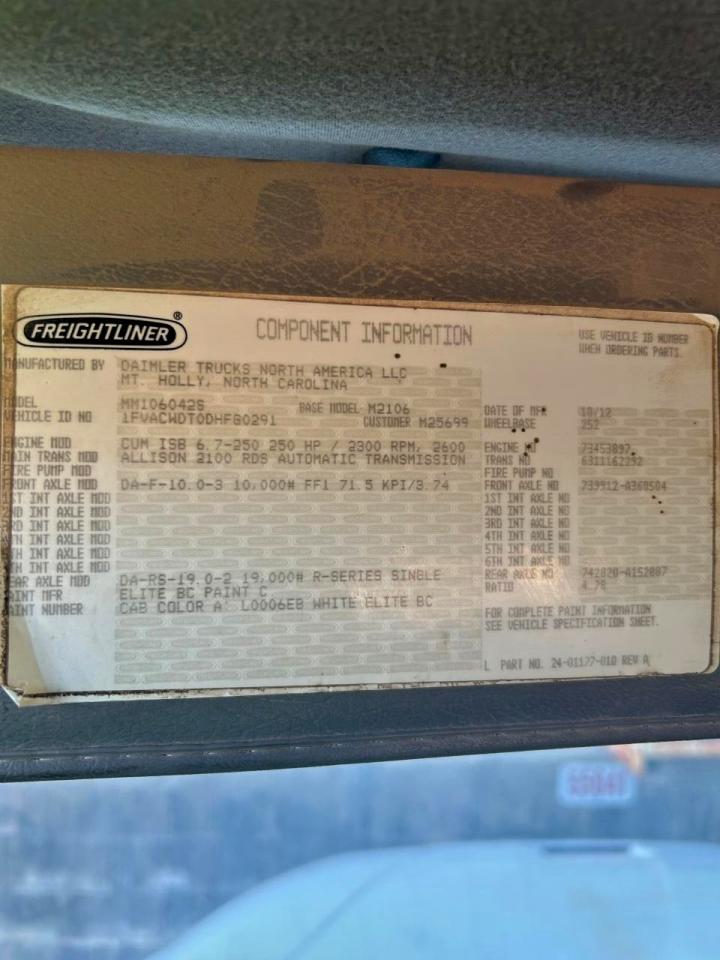 FREIGHTLINER®
COMPONENT INFORMATION
USE VEHICLE ID NUMBER
WHEN ORDERING PARTS.
MANUFACTURED BY DAIMLER TRUCKS NORTH AMERICA LLC
MT. HOLLY, NORTH CAROLINA
MODEL MM106042S BASE MODEL M2106
VEHICLE ID NO 1FVACWDT0DHFG0291 CUSTOMER M25699
ENGINE MOD CUM ISB 6.7-250 250 HP / 2300 RPM, 2600
MAIN TRANS MOD ALLISON 2100 RDS AUTOMATIC TRANSMISSION
FIRE PUMP MOD
FRONT AXLE MOD DA-F-10.0-3 10,000# FF1 71.5 KPI/3.74
1ST INT AXLE MOD
2ND INT AXLE MOD
3RD INT AXLE MOD
4TH INT AXLE MOD
5TH INT AXLE MOD
6TH INT AXLE MOD
REAR AXLE MOD DA-RS-19.0-2 19,000# R-SERIES SINGLE
PAINT MFR ELITE BC PAINT C
PAINT NUMBER CAB COLOR A: L0006EB WHITE ELITE BC
DATE OF MFR 10/12
WHEELBASE 252
ENGINE NO 73453897
TRANS NO 6311162292
FIRE PUMP NO
FRONT AXLE NO 739912-A360504
1ST INT AXLE NO
2ND INT AXLE NO
3RD INT AXLE NO
4TH INT AXLE NO
5TH INT AXLE NO
6TH INT AXLE NO
REAR AXLE NO 742820-A152087
RATIO 4.78
FOR COMPLETE PAINT INFORMATION
SEE VEHICLE SPECIFICATION SHEET.
L PART NO. 24-01177-010 REV A